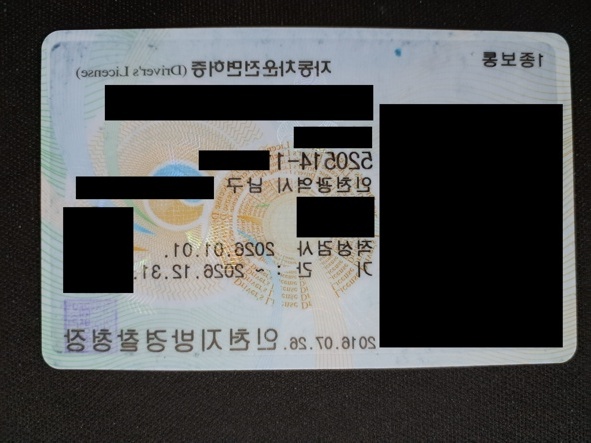 1종보통
자동차운전면허증 (Driver's License)
520514-1
인천광역시 남구
적성검사 2026.01.01.
기 간 : ~ 2026.12.31.
2016.07.26. 인천지방경찰청장